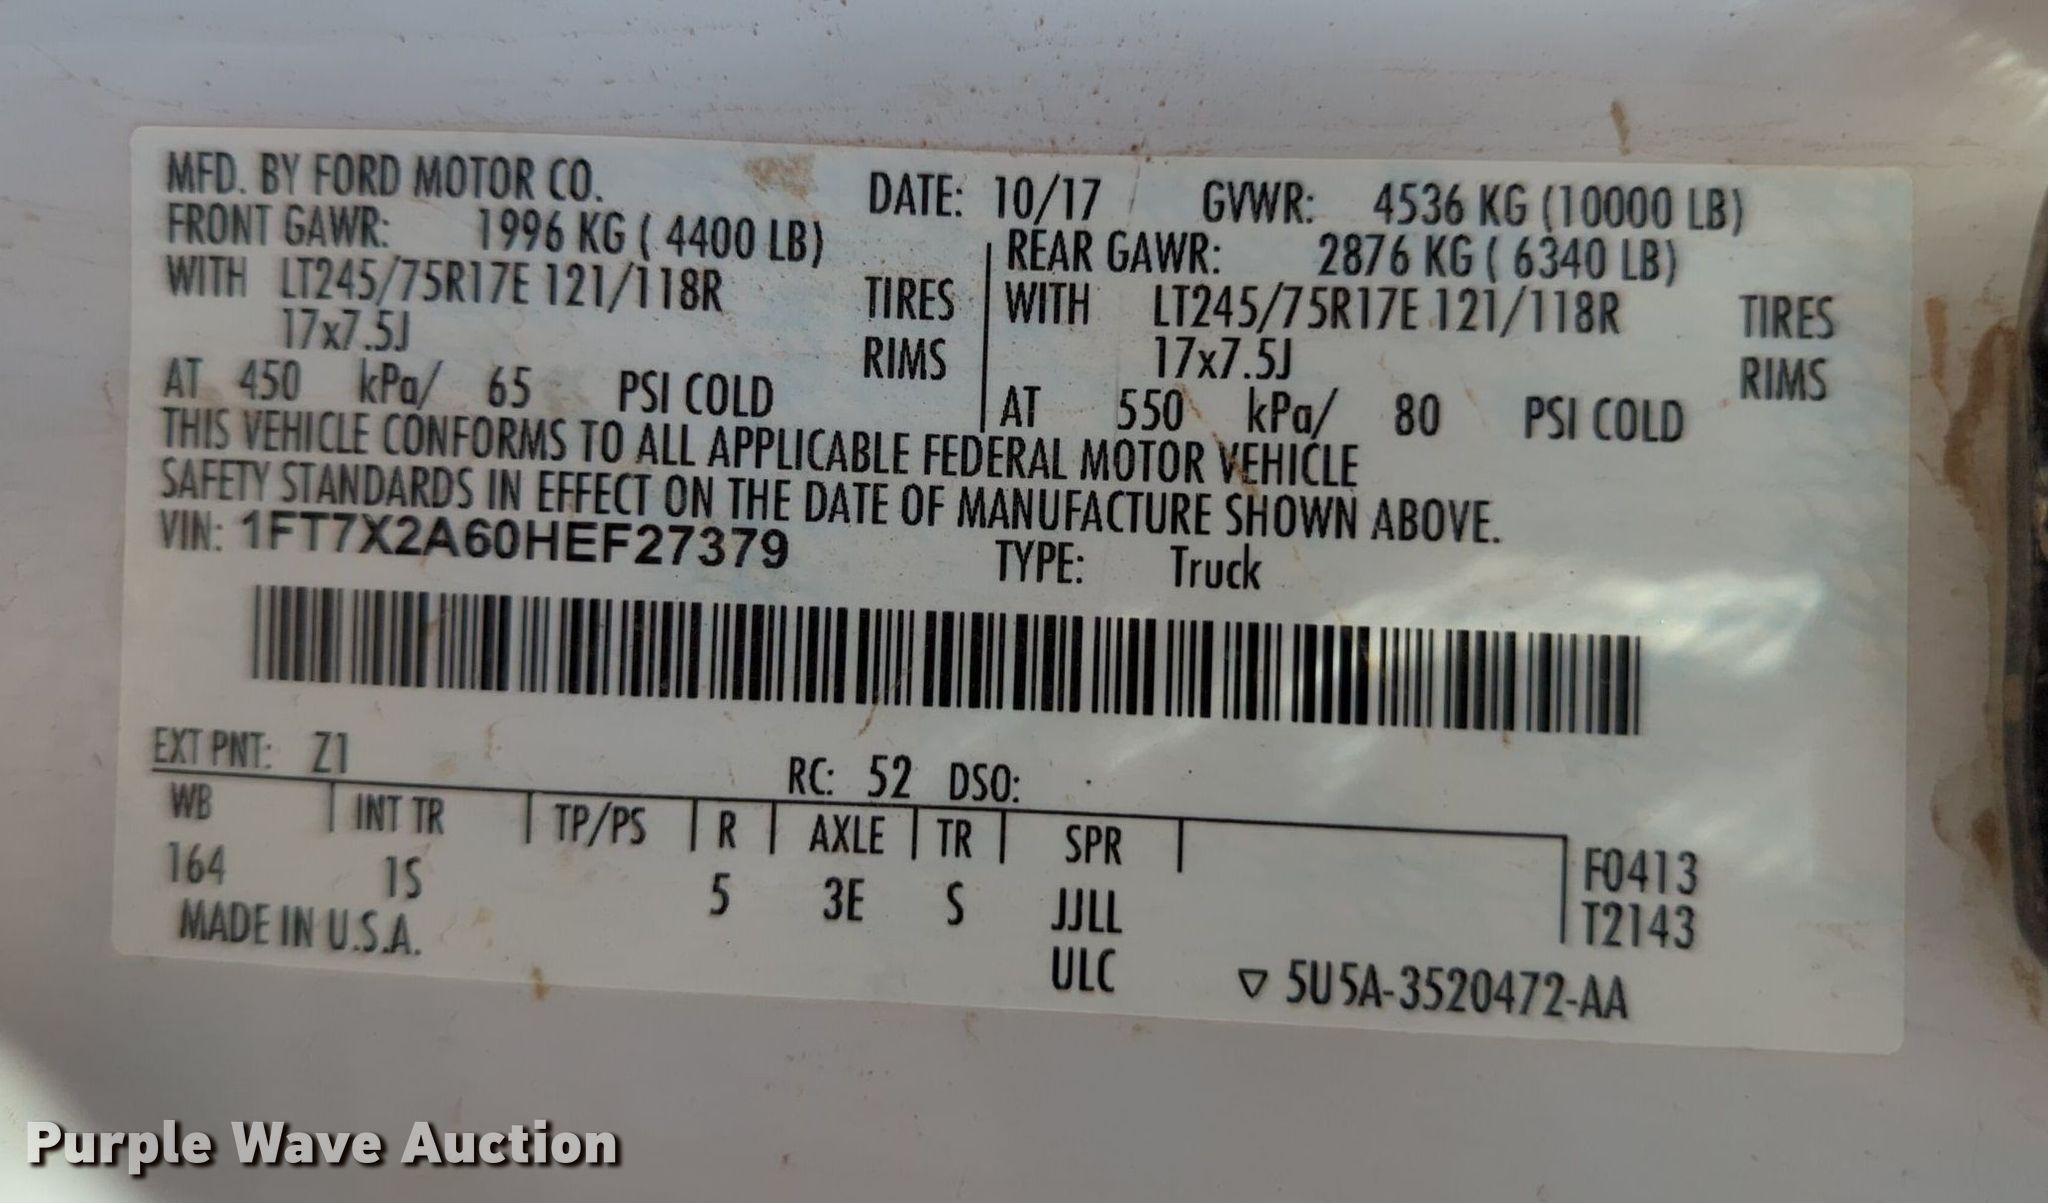 MFD. BY FORD MOTOR CO. DATE: 10/17 GVWR: 4536 KG (10000 LB)
FRONT GAWR: 1996 KG ( 4400 LB) REAR GAWR: 2876 KG ( 6340 LB)
WITH LT245/75R17E 121/118R TIRES WITH LT245/75R17E 121/118R TIRES
17x7.5J RIMS 17x7.5J RIMS
AT 450 kPa/ 65 PSI COLD AT 550 kPa/ 80 PSI COLD
THIS VEHICLE CONFORMS TO ALL APPLICABLE FEDERAL MOTOR VEHICLE
SAFETY STANDARDS IN EFFECT ON THE DATE OF MANUFACTURE SHOWN ABOVE.
VIN: 1FT7X2A60HEF27379 TYPE: Truck
EXT PNT: Z1 RC: 52 DSO:
WB INT TR TP/PS R AXLE TR SPR F0413
164 1S 5 3E S JJLL T2143
MADE IN U.S.A. ULC ▽ 5U5A-3520472-AA
Purple Wave Auction